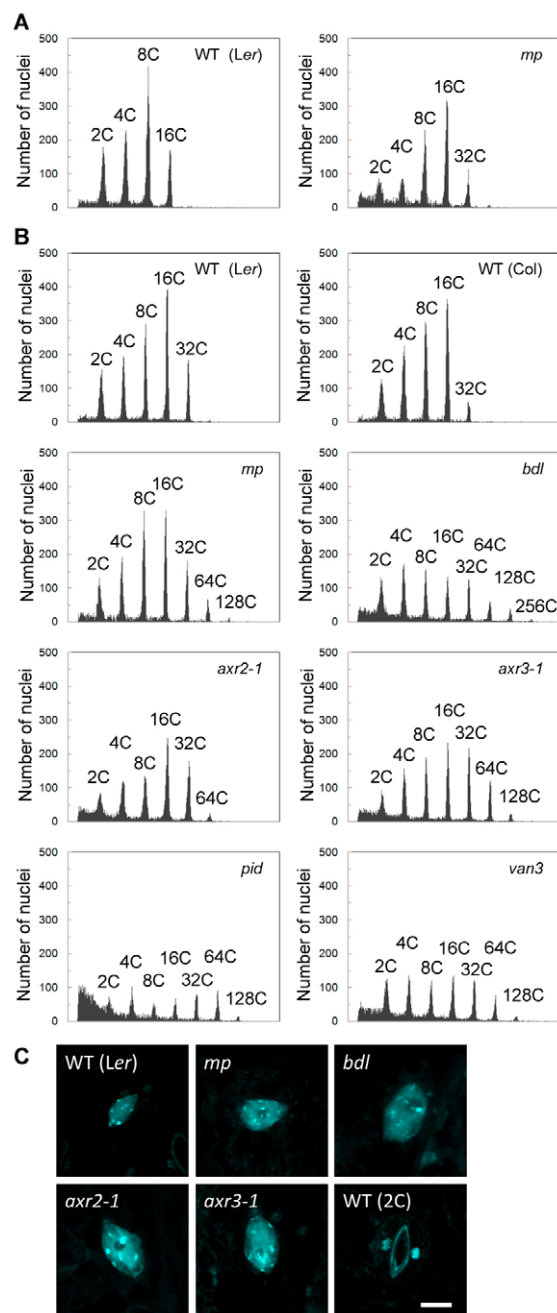 A
WT (Ler)
mp
Number of nuclei
500
400
300
200
100
0
2C
4C
8C
16C
Number of nuclei
500
400
300
200
100
0
2C
4C
8C
16C
32C
B
WT (Ler)
WT (Col)
Number of nuclei
500
400
300
200
100
0
2C
4C
8C
16C
32C
Number of nuclei
500
400
300
200
100
0
2C
4C
8C
16C
32C
mp
bdl
Number of nuclei
500
400
300
200
100
0
2C
4C
8C
16C
32C
64C
128C
Number of nuclei
500
400
300
200
100
0
2C
4C
8C
16C
32C
64C
128C
256C
axr2-1
axr3-1
Number of nuclei
500
400
300
200
100
0
2C
4C
8C
16C
32C
64C
Number of nuclei
500
400
300
200
100
0
2C
4C
8C
16C
32C
64C
128C
pid
van3
Number of nuclei
500
400
300
200
100
0
2C
4C
8C
16C
32C
64C
128C
Number of nuclei
500
400
300
200
100
0
2C
4C
8C
16C
32C
64C
128C
C
WT (Ler)
mp
bdl
axr2-1
axr3-1
WT (2C)